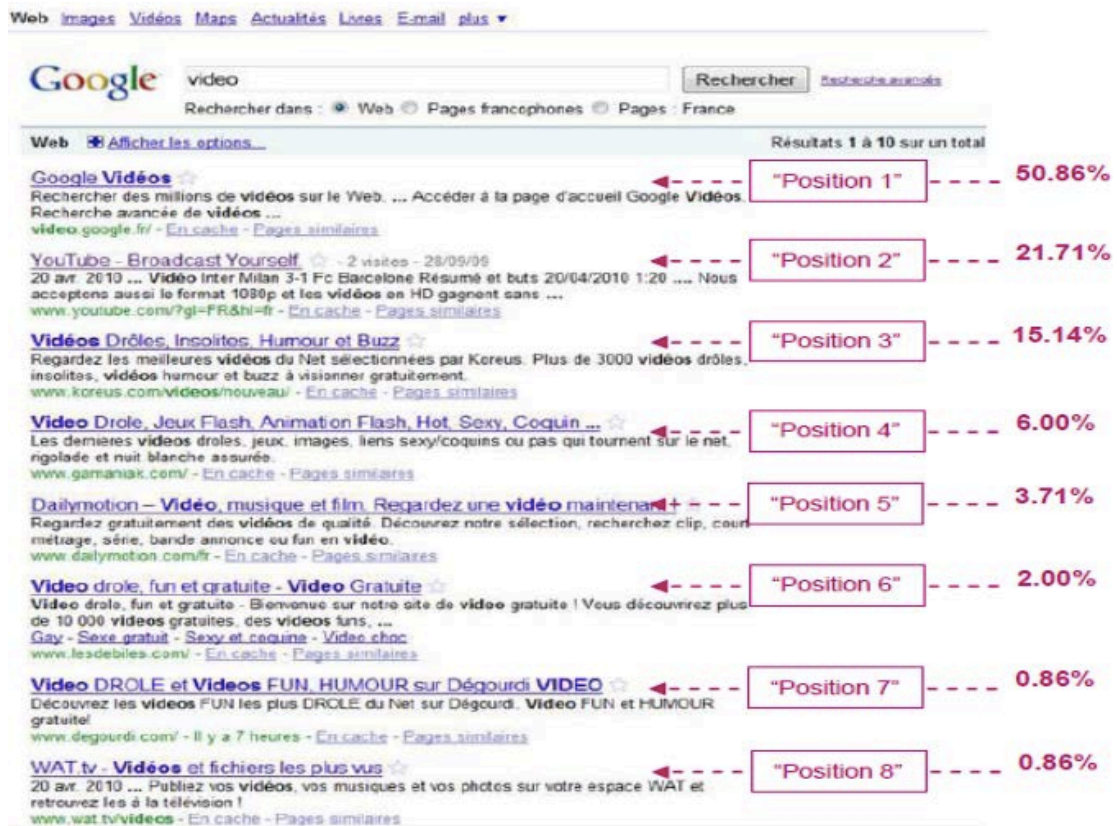 Web Images Vidéos Maps Actualités Livres E-mail plus ▼
Google video Rechercher Recherche avancée
Rechercher dans : Web Pages francophones Pages : France
Web Afficher les options... Résultats 1 à 10 sur un total
Google Vidéos "Position 1" 50.86%
Rechercher des millions de vidéos sur le Web. ... Accéder à la page d'accueil Google Vidéos.
Recherche avancée de vidéos ...
video.google.fr/ - En cache - Pages similaires
YouTube - Broadcast Yourself - 2 visites - 28/09/09 "Position 2" 21.71%
20 avr. 2010 ... Vidéo Inter Milan 3-1 Fc Barcelone Résumé et buts 20/04/2010 1:20 .... Nous
acceptons aussi le format 1080p et les vidéos en HD gagnent sans ...
www.youtube.com/?gl=FR&hl=fr - En cache - Pages similaires
Vidéos Drôles, Insolites, Humour et Buzz "Position 3" 15.14%
Regardez les meilleures vidéos du Net sélectionnées par Koreus. Plus de 3000 vidéos drôles,
insolites, vidéos humour et buzz à visionner gratuitement.
www.koreus.com/videos/nouveau/ - En cache - Pages similaires
Video Drole, Jeux Flash, Animation Flash, Hot, Sexy, Coquin ... "Position 4" 6.00%
Les dernieres videos droles, jeux, images, liens sexy/coquins ou pas qui tournent sur le net,
rigolade et nuit blanche assurée.
www.gamaniak.com/ - En cache - Pages similaires
Dailymotion – Vidéo, musique et film. Regardez une vidéo maintenant ! "Position 5" 3.71%
Regardez gratuitement des vidéos de qualité. Découvrez notre sélection, recherchez clip, court
métrage, série, bande annonce ou fun en vidéo.
www.dailymotion.com/fr - En cache - Pages similaires
Video drole, fun et gratuite - Video Gratuite "Position 6" 2.00%
Video drole, fun et gratuite - Bienvenue sur notre site de video gratuite ! Vous découvrirez plus
de 10 000 videos gratuites, des videos funs, ...
Gay - Sexe gratuit - Sexy et coquine - Video choc
www.lesdebiles.com/ - En cache - Pages similaires
Video DROLE et Videos FUN, HUMOUR sur Dégourdi VIDEO "Position 7" 0.86%
Découvrez les videos FUN les plus DROLE du Net sur Dégourdi, Video FUN et HUMOUR
gratuite!
www.degourdi.com/ - Il y a 7 heures - En cache - Pages similaires
WAT.tv - Vidéos et fichiers les plus vus "Position 8" 0.86%
20 avr. 2010 ... Publiez vos vidéos, vos musiques et vos photos sur votre espace WAT et
retrouvez les à la télévision !
www.wat.tv/videos - En cache - Pages similaires